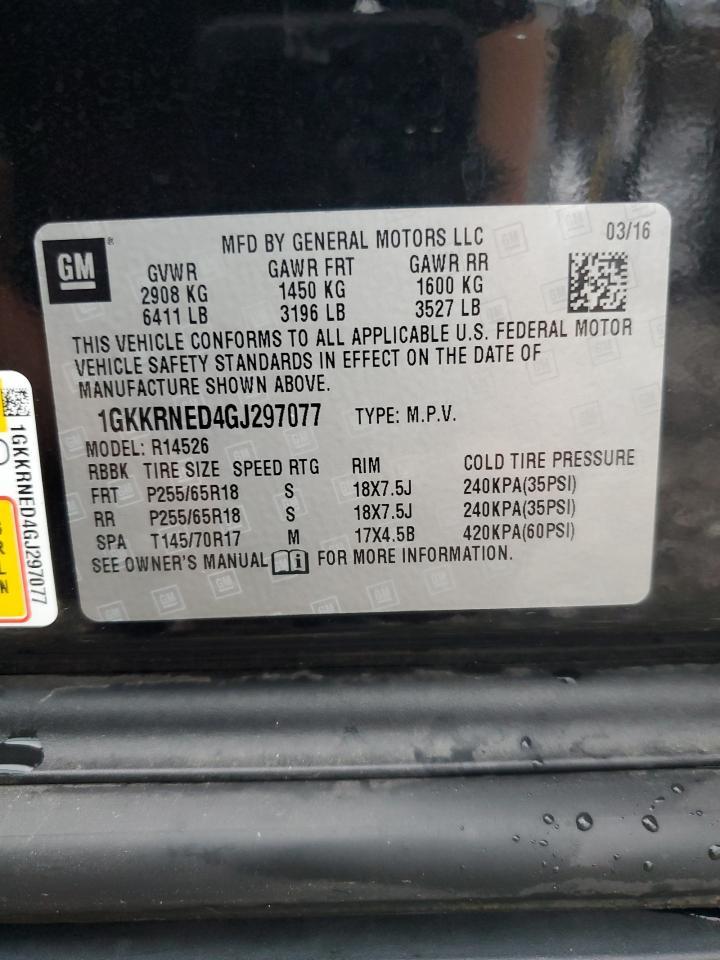 GM
MFD BY GENERAL MOTORS LLC
03/16
GVWR GAWR FRT GAWR RR
2908 KG 1450 KG 1600 KG
6411 LB 3196 LB 3527 LB
THIS VEHICLE CONFORMS TO ALL APPLICABLE U.S. FEDERAL MOTOR
VEHICLE SAFETY STANDARDS IN EFFECT ON THE DATE OF
MANUFACTURE SHOWN ABOVE.
1GKKRNED4GJ297077 TYPE: M.P.V.
MODEL: R14526
RBBK TIRE SIZE SPEED RTG RIM COLD TIRE PRESSURE
FRT P255/65R18 S 18X7.5J 240KPA(35PSI)
RR P255/65R18 S 18X7.5J 240KPA(35PSI)
SPA T145/70R17 M 17X4.5B 420KPA(60PSI)
SEE OWNER'S MANUAL i FOR MORE INFORMATION.
1GKKRNED4GJ297077